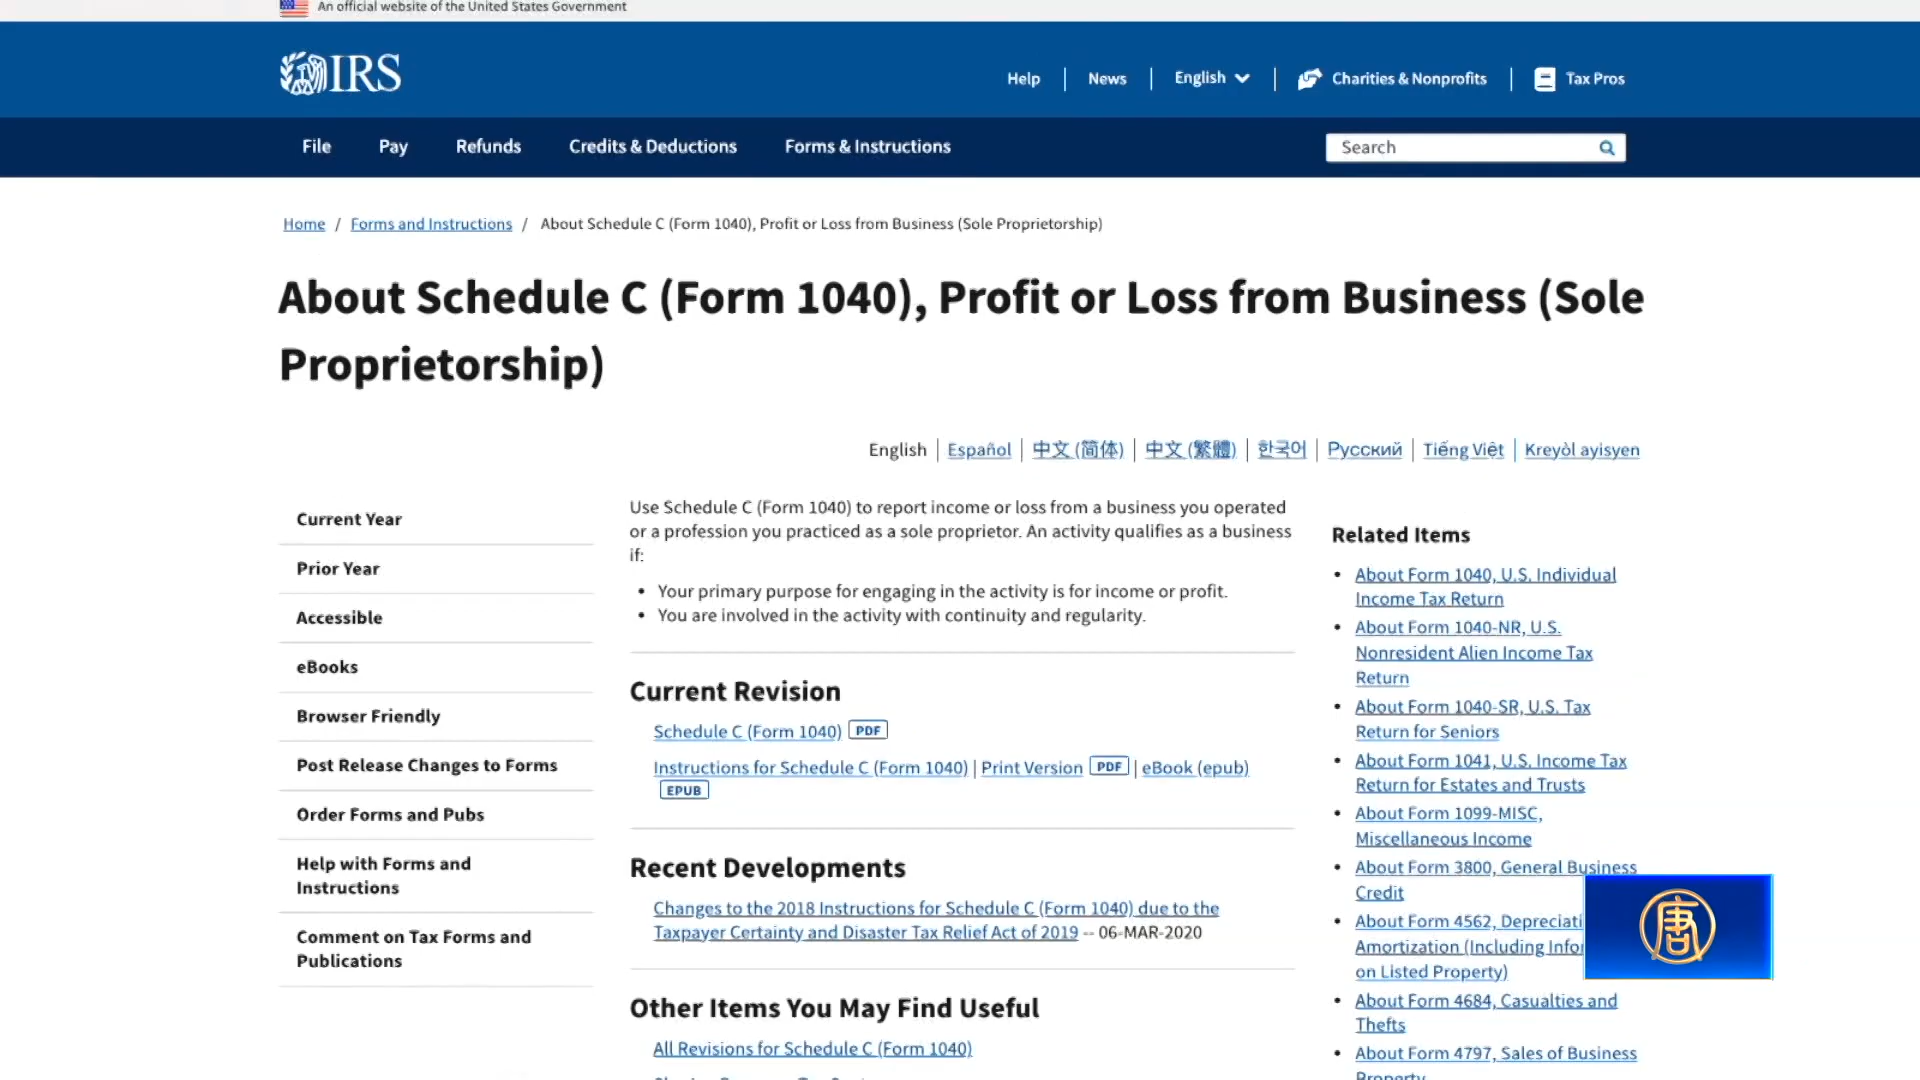 An official website of the United States Government
IRS
Help
News
English
Charities & Nonprofits
Tax Pros
File
Pay
Refunds
Credits & Deductions
Forms & Instructions
Search
Home / Forms and Instructions / About Schedule C (Form 1040), Profit or Loss from Business (Sole Proprietorship)
About Schedule C (Form 1040), Profit or Loss from Business (Sole
Proprietorship)
English | Español | 中文 (简体) | 中文 (繁體) | 한국어 | Русский | Tiếng Việt | Kreyòl ayisyen
Current Year
Prior Year
Accessible
eBooks
Browser Friendly
Post Release Changes to Forms
Order Forms and Pubs
Help with Forms and
Instructions
Comment on Tax Forms and
Publications
Use Schedule C (Form 1040) to report income or loss from a business you operated
or a profession you practiced as a sole proprietor. An activity qualifies as a business
if:
• Your primary purpose for engaging in the activity is for income or profit.
• You are involved in the activity with continuity and regularity.
Current Revision
Schedule C (Form 1040) PDF
Instructions for Schedule C (Form 1040) | Print Version PDF | eBook (epub)
EPUB
Recent Developments
Changes to the 2018 Instructions for Schedule C (Form 1040) due to the
Taxpayer Certainty and Disaster Tax Relief Act of 2019 -- 06-MAR-2020
Other Items You May Find Useful
All Revisions for Schedule C (Form 1040)
Related Items
• About Form 1040, U.S. Individual
Income Tax Return
• About Form 1040-NR, U.S.
Nonresident Alien Income Tax
Return
• About Form 1040-SR, U.S. Tax
Return for Seniors
• About Form 1041, U.S. Income Tax
Return for Estates and Trusts
• About Form 1099-MISC,
Miscellaneous Income
• About Form 3800, General Business
Credit
• About Form 4562, Depreciati
Amortization (Including Infor
on Listed Property)
• About Form 4684, Casualties and
Thefts
• About Form 4797, Sales of Business
Property
唐